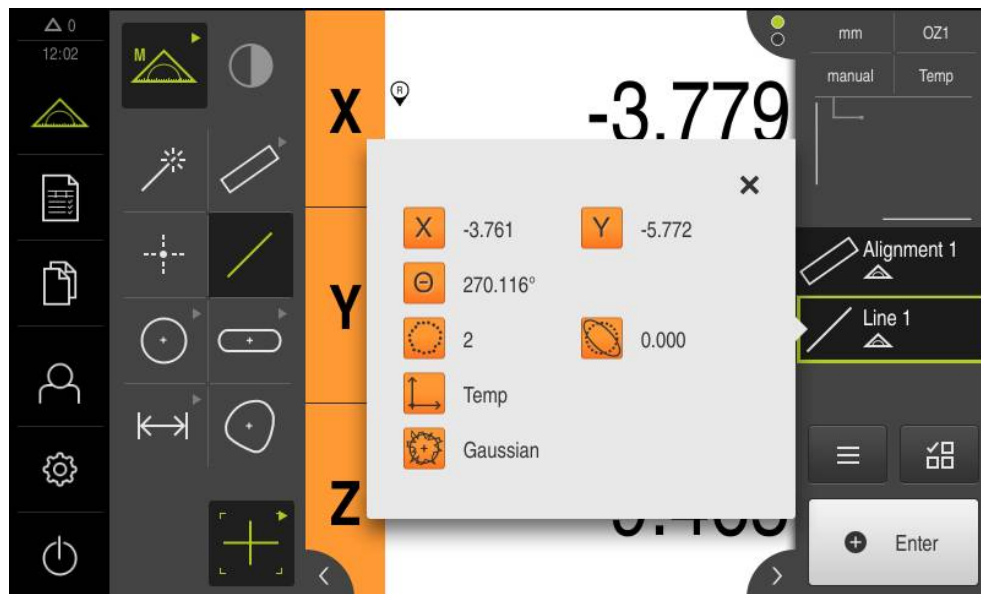 0
12:02
M
X
R
-3.779
mm
OZ1
manual
Temp
X
-3.761
Y
-5.772
Θ
270.116°
2
0.000
Temp
Gaussian
Y
Z
Alignment 1
Line 1
Enter